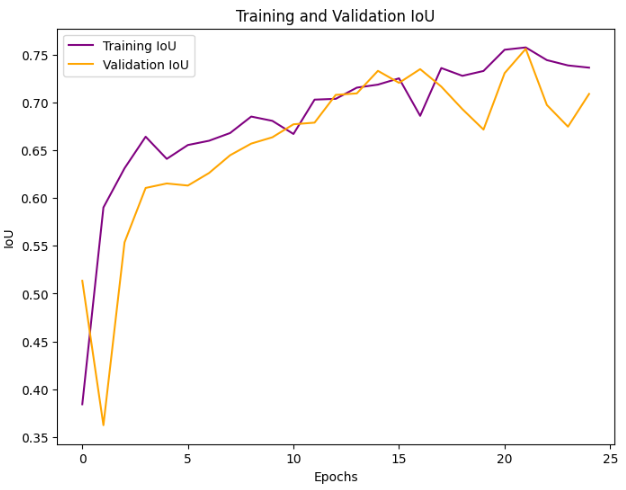 Training and Validation IoU
Training IoU
Validation IoU
0.75
0.70
0.65
0.60
0.55
0.50
0.45
0.40
0.35
IoU
0 5 10 15 20 25
Epochs